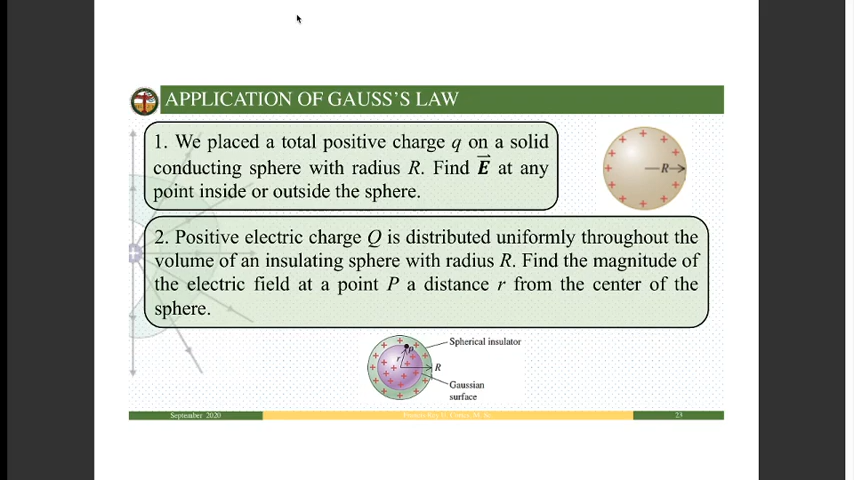 APPLICATION OF GAUSS'S LAW
1. We placed a total positive charge q on a solid
conducting sphere with radius R. Find E⃗ at any
point inside or outside the sphere.
R
2. Positive electric charge Q is distributed uniformly throughout the
volume of an insulating sphere with radius R. Find the magnitude of
the electric field at a point P a distance r from the center of the
sphere.
Spherical insulator
P
r
R
Gaussian
surface
September 2020
23